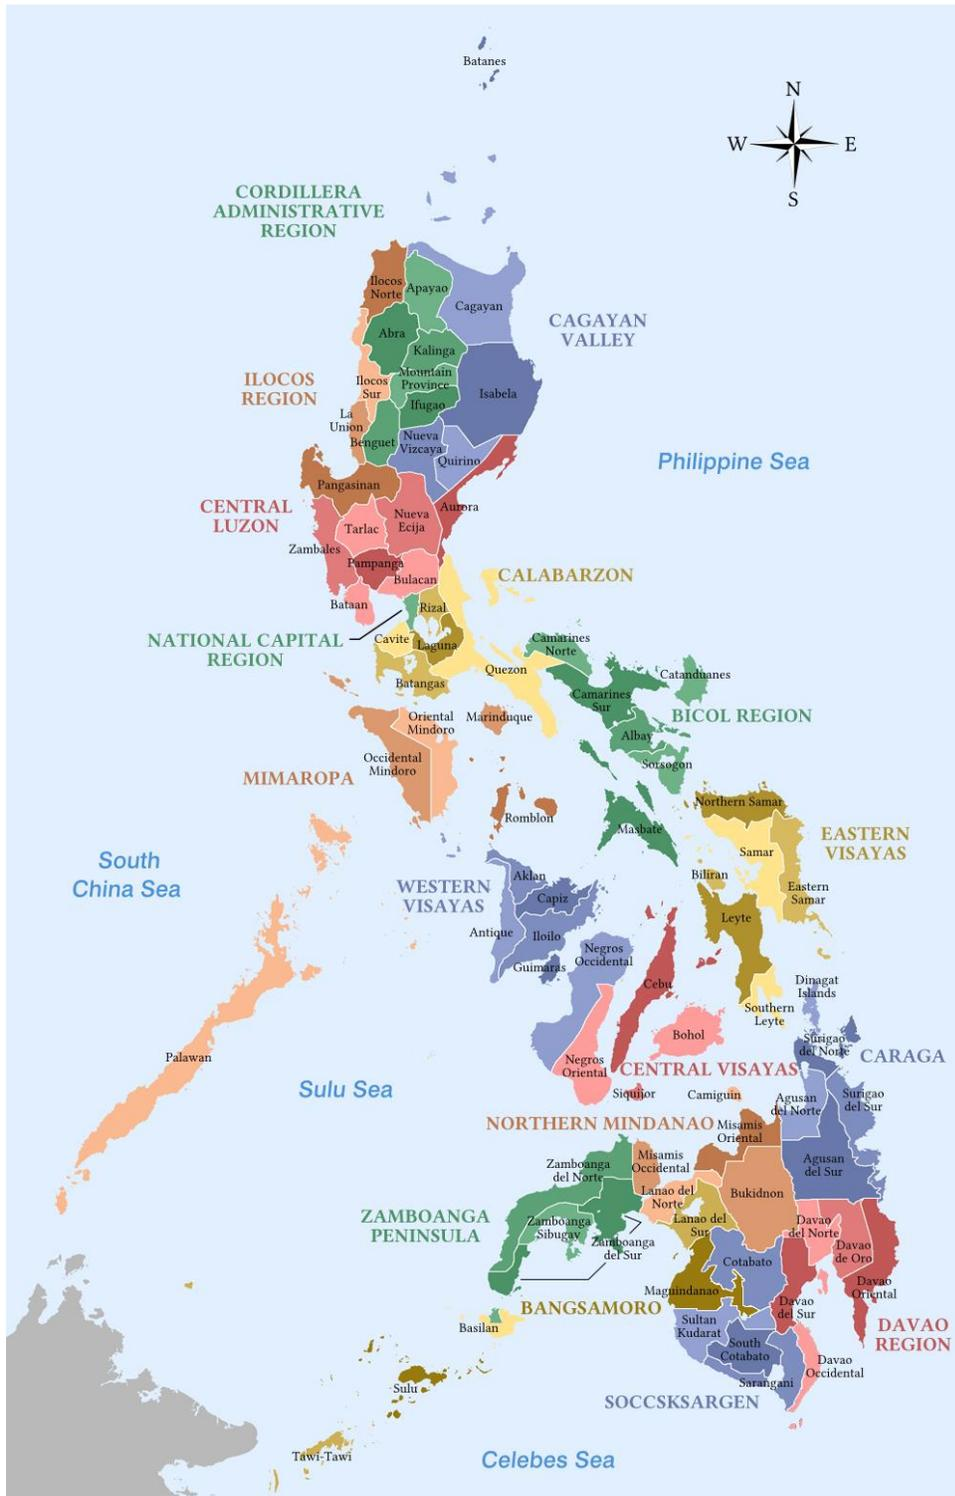 Batanes
N
W
E
S
CORDILLERA
ADMINISTRATIVE
REGION
Ilocos
Norte
Apayao
Cagayan
CAGAYAN
VALLEY
Abra
Kalinga
Mountain
Province
ILOCOS
REGION
Ilocos
Sur
Isabela
Ifugao
La
Union
Benguet
Nueva
Vizcaya
Quirino
Philippine Sea
Pangasinan
CENTRAL
LUZON
Aurora
Nueva
Ecija
Tarlac
Zambales
Pampanga
Bulacan
CALABARZON
Bataan
Rizal
NATIONAL CAPITAL
REGION
Cavite
Laguna
Camarines
Norte
Quezon
Catanduanes
Batangas
Camarines
Sur
Oriental
Mindoro
Marinduque
BICOL REGION
Albay
Occidental
Mindoro
Sorsogon
MIMAROPA
Northern Samar
Romblon
Masbate
EASTERN
VISAYAS
Samar
South
China Sea
Biliran
Aklan
WESTERN
VISAYAS
Capiz
Eastern
Samar
Leyte
Antique
Iloilo
Negros
Occidental
Guimaras
Cebu
Dinagat
Islands
Southern
Leyte
Bohol
Surigao
del Norte
CARAGA
Palawan
Negros
Oriental
CENTRAL VISAYAS
Sulu Sea
Siquijor
Camiguin
Agusan
del Norte
Surigao
del Sur
NORTHERN MINDANAO
Misamis
Oriental
Misamis
Occidental
Zamboanga
del Norte
Agusan
del Sur
Lanao del
Norte
Bukidnon
ZAMBOANGA
PENINSULA
Zamboanga
Sibugay
Lanao del
Sur
Davao
del Norte
Zamboanga
del Sur
Davao
de Oro
Cotabato
Maguindanao
Davao
Oriental
BANGSAMORO
Davao
del Sur
Basilan
Sultan
Kudarat
DAVAO
REGION
South
Cotabato
Davao
Occidental
Sarangani
Sulu
SOCCSKSARGEN
Tawi-Tawi
Celebes Sea